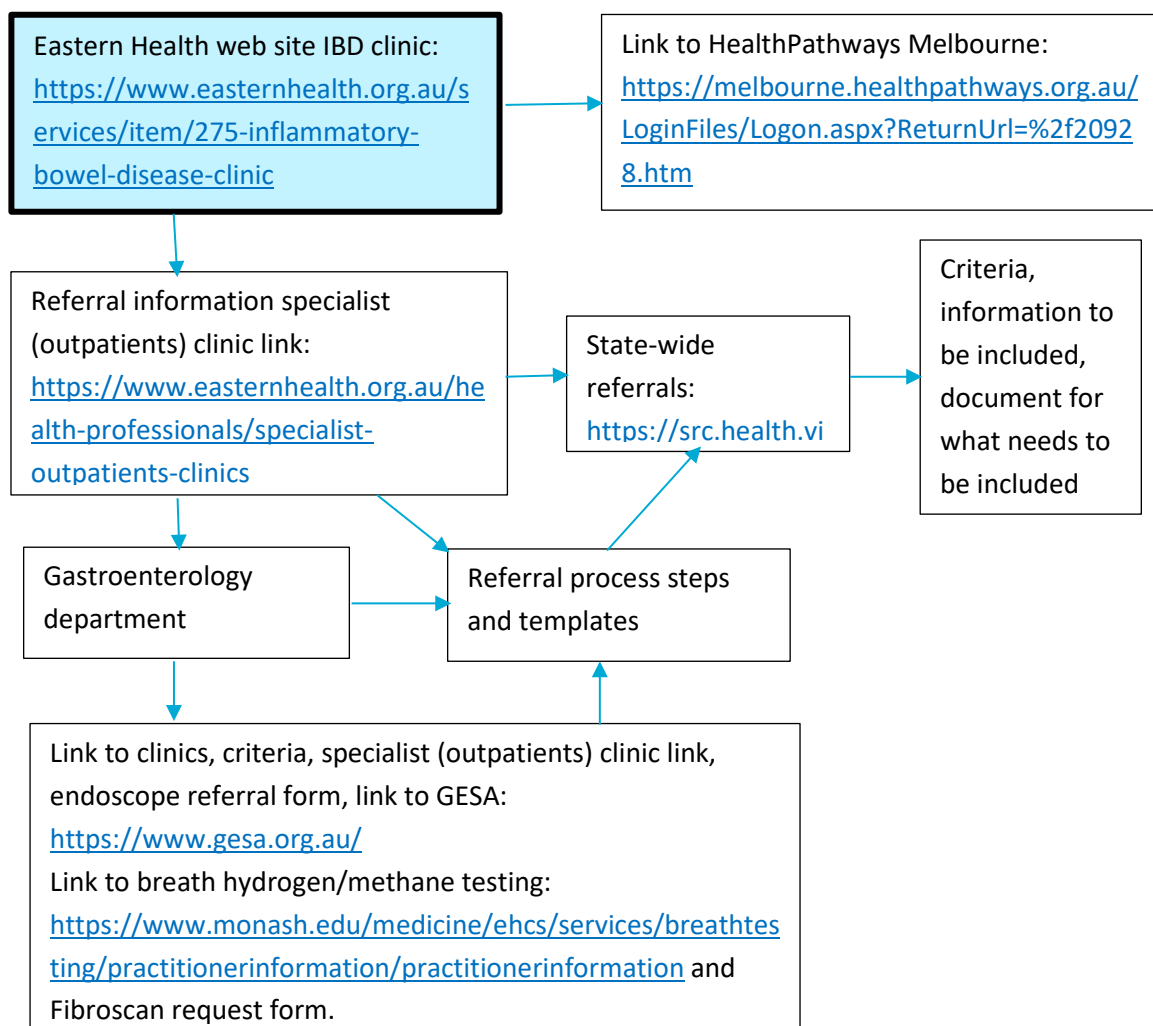 Eastern Health web site IBD clinic:
https://www.easternhealth.org.au/s
ervices/item/275-inflammatory-
bowel-disease-clinic
Link to HealthPathways Melbourne:
https://melbourne.healthpathways.org.au/
LoginFiles/Logon.aspx?ReturnUrl=%2f2092
8.htm
Referral information specialist
(outpatients) clinic link:
https://www.easternhealth.org.au/he
alth-professionals/specialist-
outpatients-clinics
State-wide
referrals:
https://src.health.vi
Criteria,
information to
be included,
document for
what needs to
be included
Gastroenterology
department
Referral process steps
and templates
Link to clinics, criteria, specialist (outpatients) clinic link,
endoscope referral form, link to GESA:
https://www.gesa.org.au/
Link to breath hydrogen/methane testing:
https://www.monash.edu/medicine/ehcs/services/breathtes
ting/practitionerinformation/practitionerinformation and
Fibroscan request form.